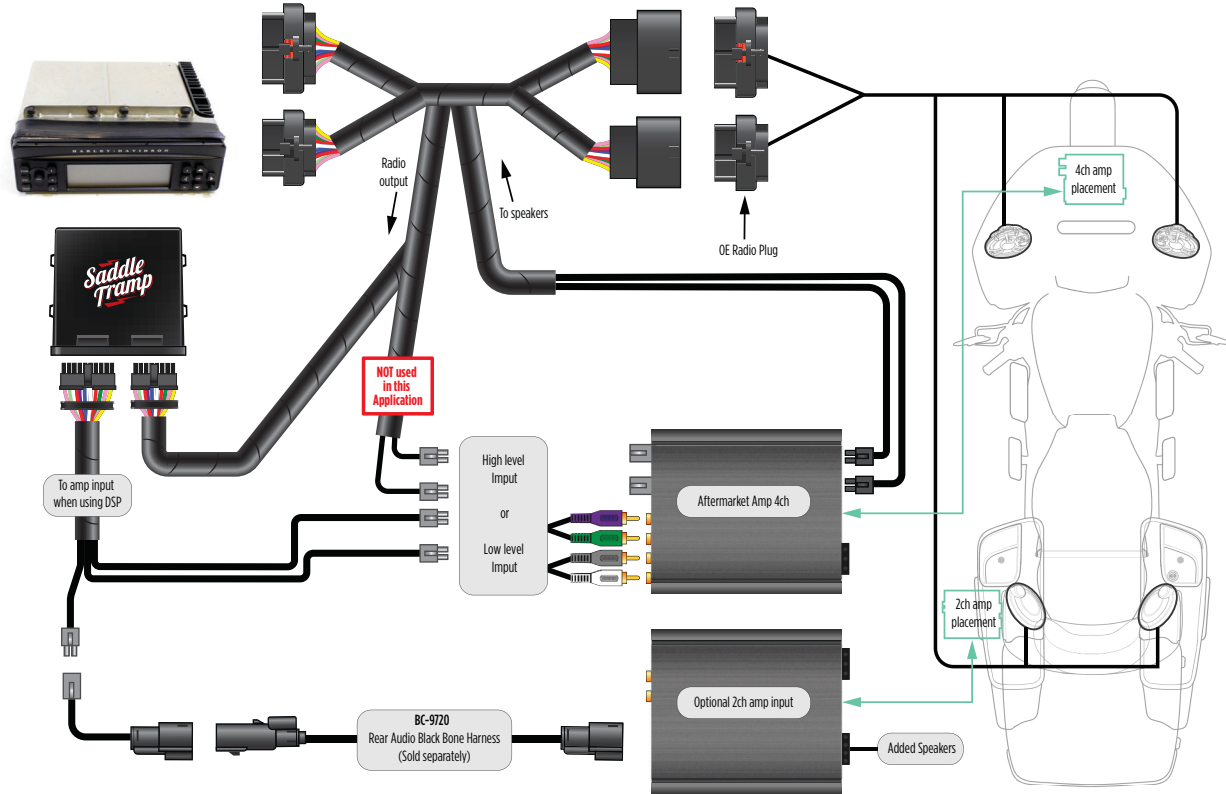 HARLEY-DAVIDSON
Radio
output
To speakers
OE Radio Plug
4ch amp
placement
Saddle
Tramp
NOT used
in this
Application
To amp input
when using DSP
High level
Imput
or
Low level
Imput
Aftermarket Amp 4ch
2ch amp
placement
Optional 2ch amp input
BC-9720
Rear Audio Black Bone Harness
(Sold separately)
Added Speakers